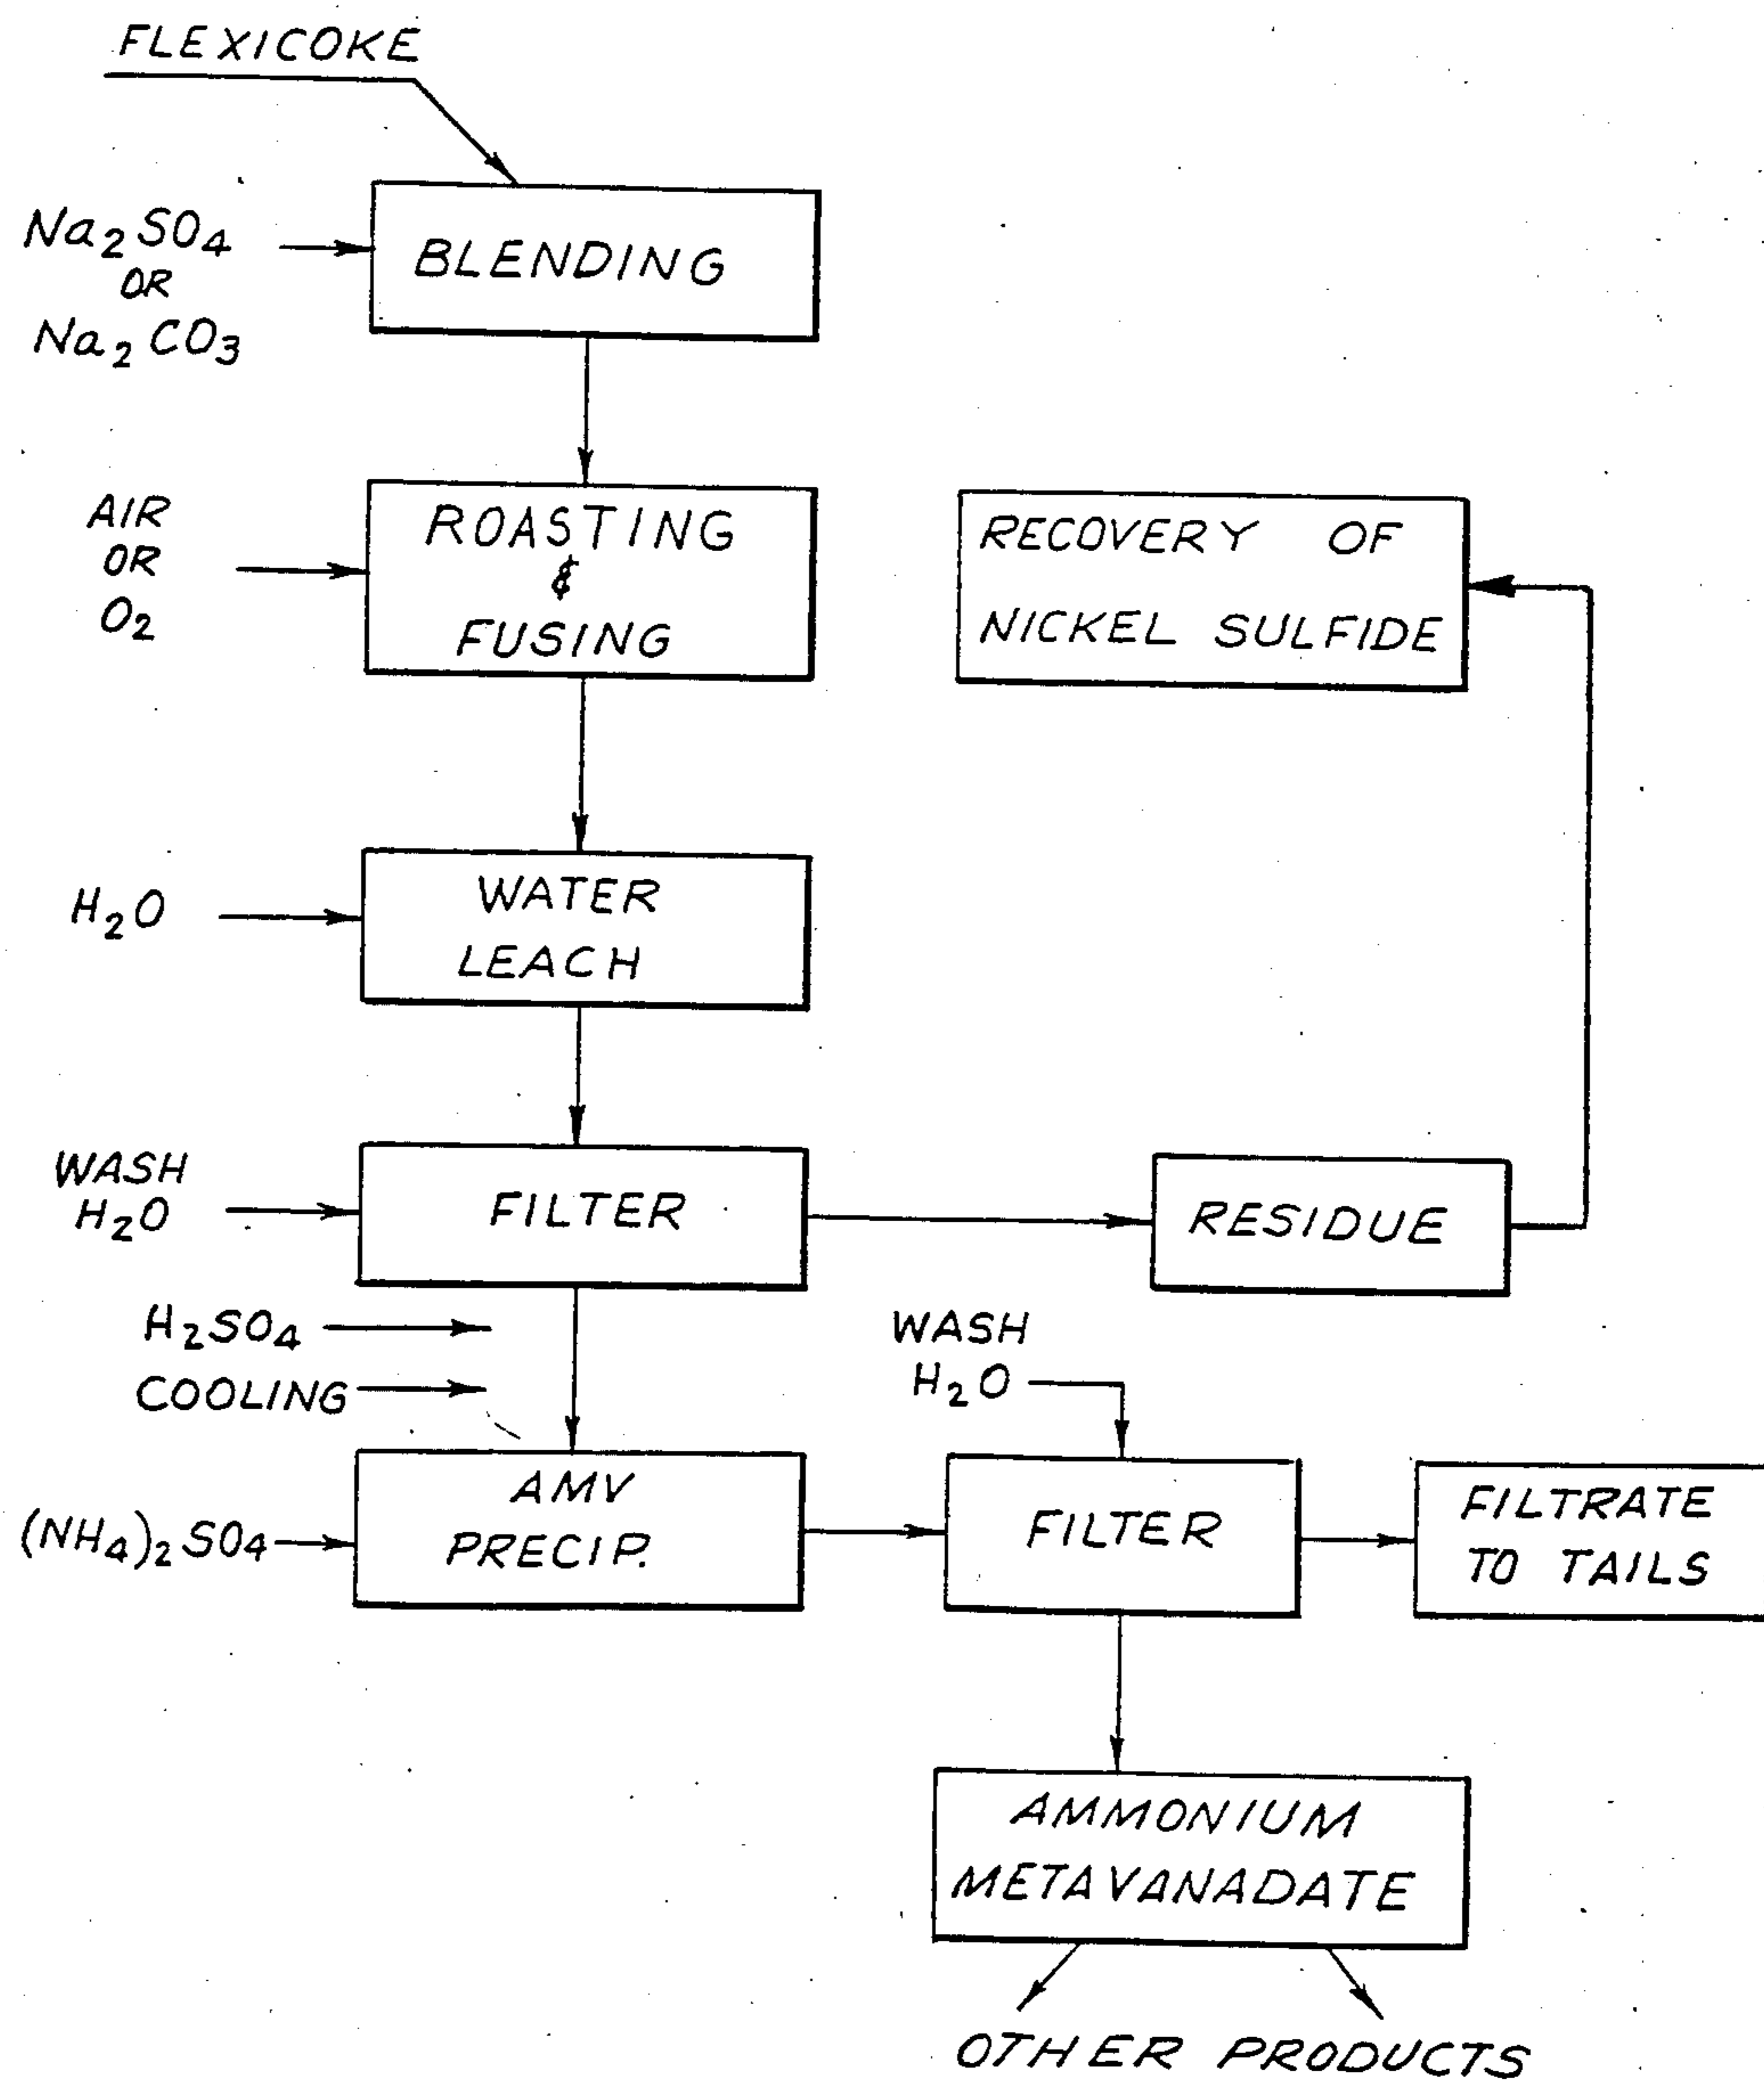 FLEXICOKE
Na₂SO₄
OR
Na₂CO₃
BLENDING
AIR
OR
O₂
ROASTING
&
FUSING
RECOVERY OF
NICKEL SULFIDE
H₂O
WATER
LEACH
WASH
H₂O
FILTER
RESIDUE
H₂SO₄
COOLING
WASH
H₂O
(NH₄)₂SO₄
AMV
PRECIP.
FILTER
FILTRATE
TO TAILS
AMMONIUM
METAVANADATE
OTHER PRODUCTS